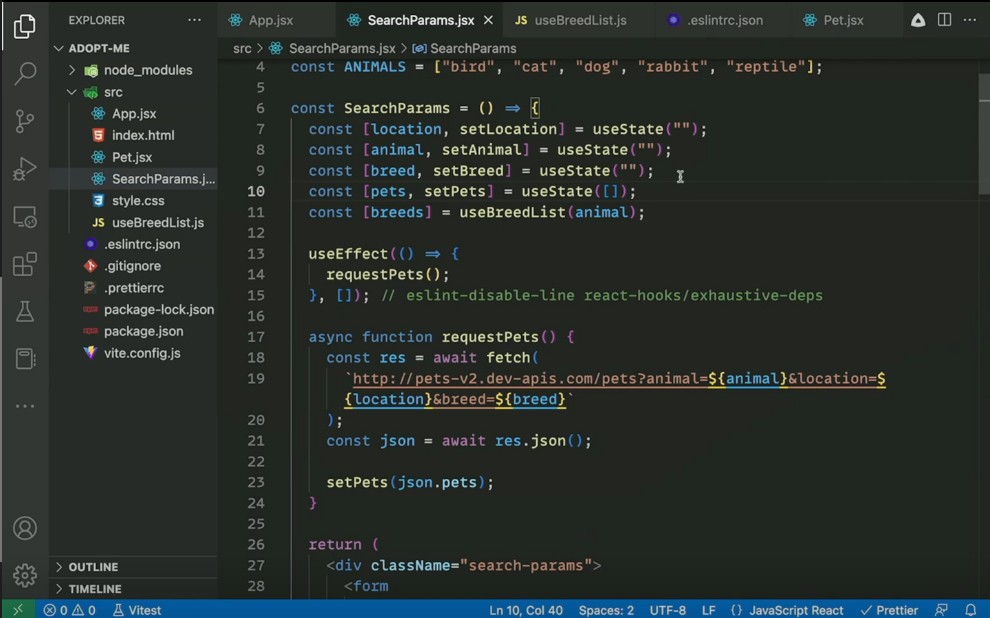 EXPLORER
ADOPT-ME
node_modules
src
App.jsx
index.html
Pet.jsx
SearchParams.j...
style.css
JS useBreedList.js
.eslintrc.json
.gitignore
.prettierrc
package-lock.json
package.json
vite.config.js
OUTLINE
TIMELINE
App.jsx SearchParams.jsx JS useBreedList.js .eslintrc.json Pet.jsx
src > SearchParams.jsx > SearchParams
4 const ANIMALS = ["bird", "cat", "dog", "rabbit", "reptile"];
5
6 const SearchParams = () ⇒ {
7 const [location, setLocation] = useState("");
8 const [animal, setAnimal] = useState("");
9 const [breed, setBreed] = useState("");
10 const [pets, setPets] = useState([]);
11 const [breeds] = useBreedList(animal);
12
13 useEffect(() ⇒ {
14 requestPets();
15 }, []); // eslint-disable-line react-hooks/exhaustive-deps
16
17 async function requestPets() {
18 const res = await fetch(
19 `http://pets-v2.dev-apis.com/pets?animal=${animal}&location=$
{location}&breed=${breed}`
20 );
21 const json = await res.json();
22
23 setPets(json.pets);
24 }
25
26 return (
27 <div className="search-params">
28 <form
0 0 Vitest Ln 10, Col 40 Spaces: 2 UTF-8 LF {} JavaScript React Prettier